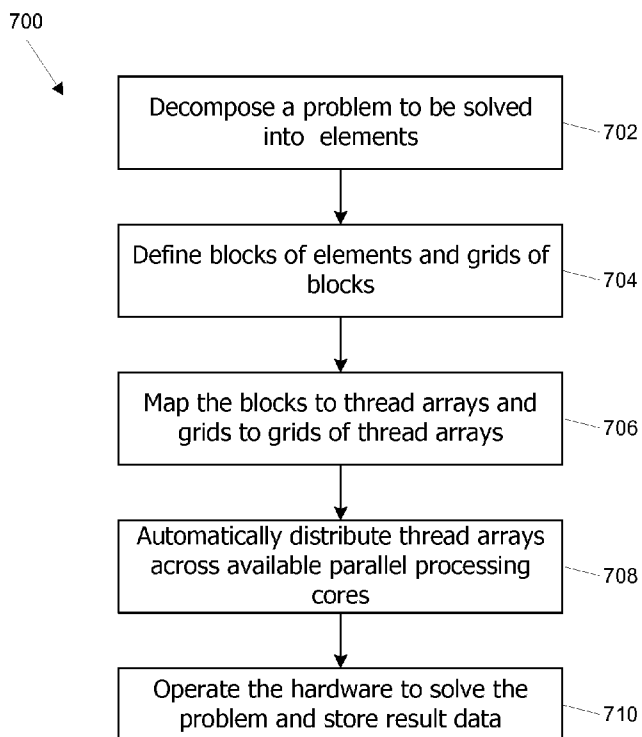 700
Decompose a problem to be solved
into elements
702
Define blocks of elements and grids of
blocks
704
Map the blocks to thread arrays and
grids to grids of thread arrays
706
Automatically distribute thread arrays
across available parallel processing
cores
708
Operate the hardware to solve the
problem and store result data
710